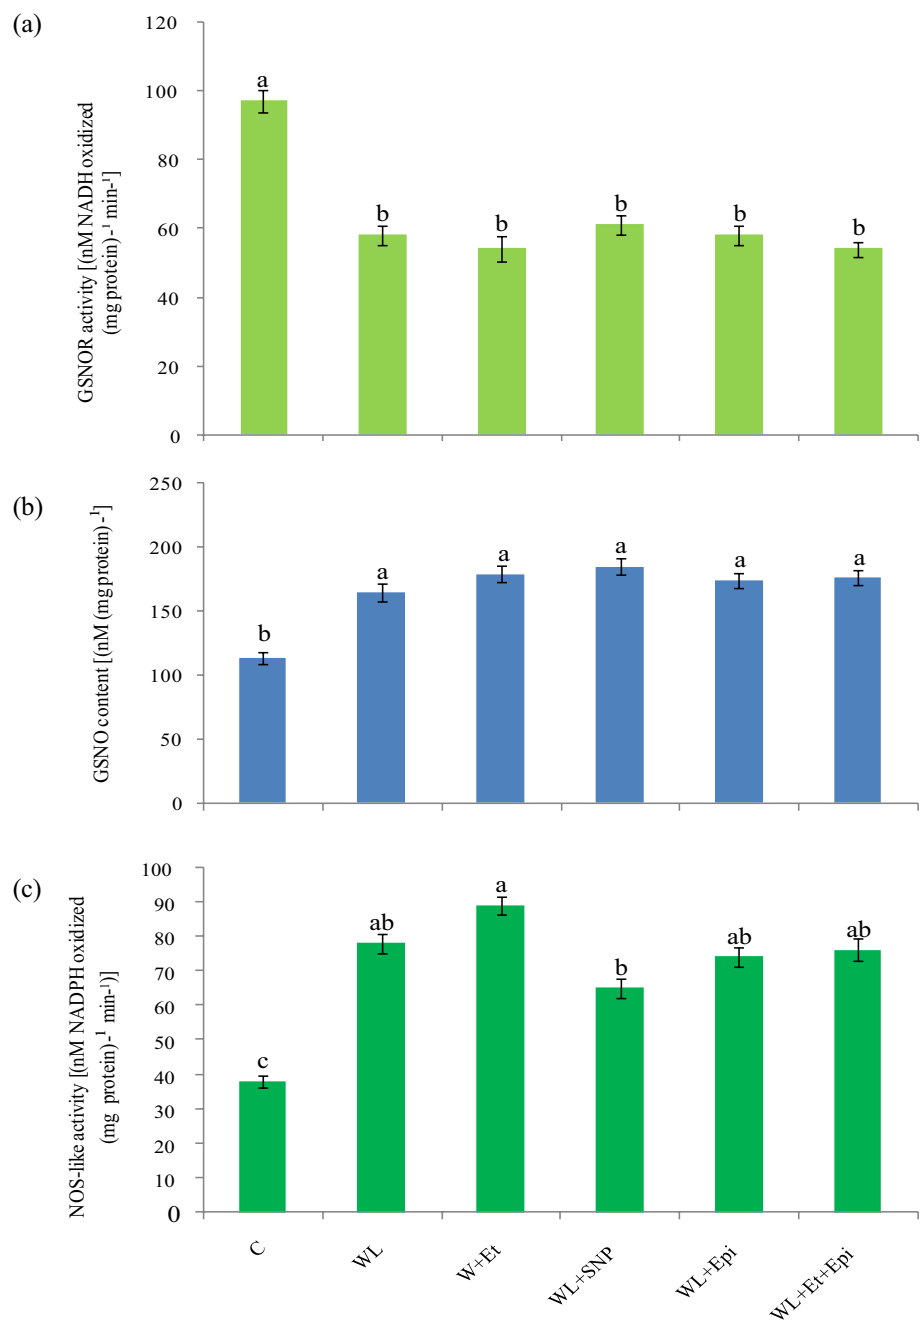 (a)
GSNOR activity [(nM NADH oxidized
(mg protein)-¹ min-¹]
120
100
80
60
40
20
0
a
b
b
b
b
b
(b)
GSNO content [(nM (mgprotein)-¹]
250
200
150
100
50
0
b
a
a
a
a
a
(c)
NOS-like activity [(nM NADPH oxidized
(mg protein)-¹ min-¹)]
100
90
80
70
60
50
40
30
20
10
0
c
ab
a
b
ab
ab
C
WL
W+Et
WL+SNP
WL+Epi
WL+Et+Epi